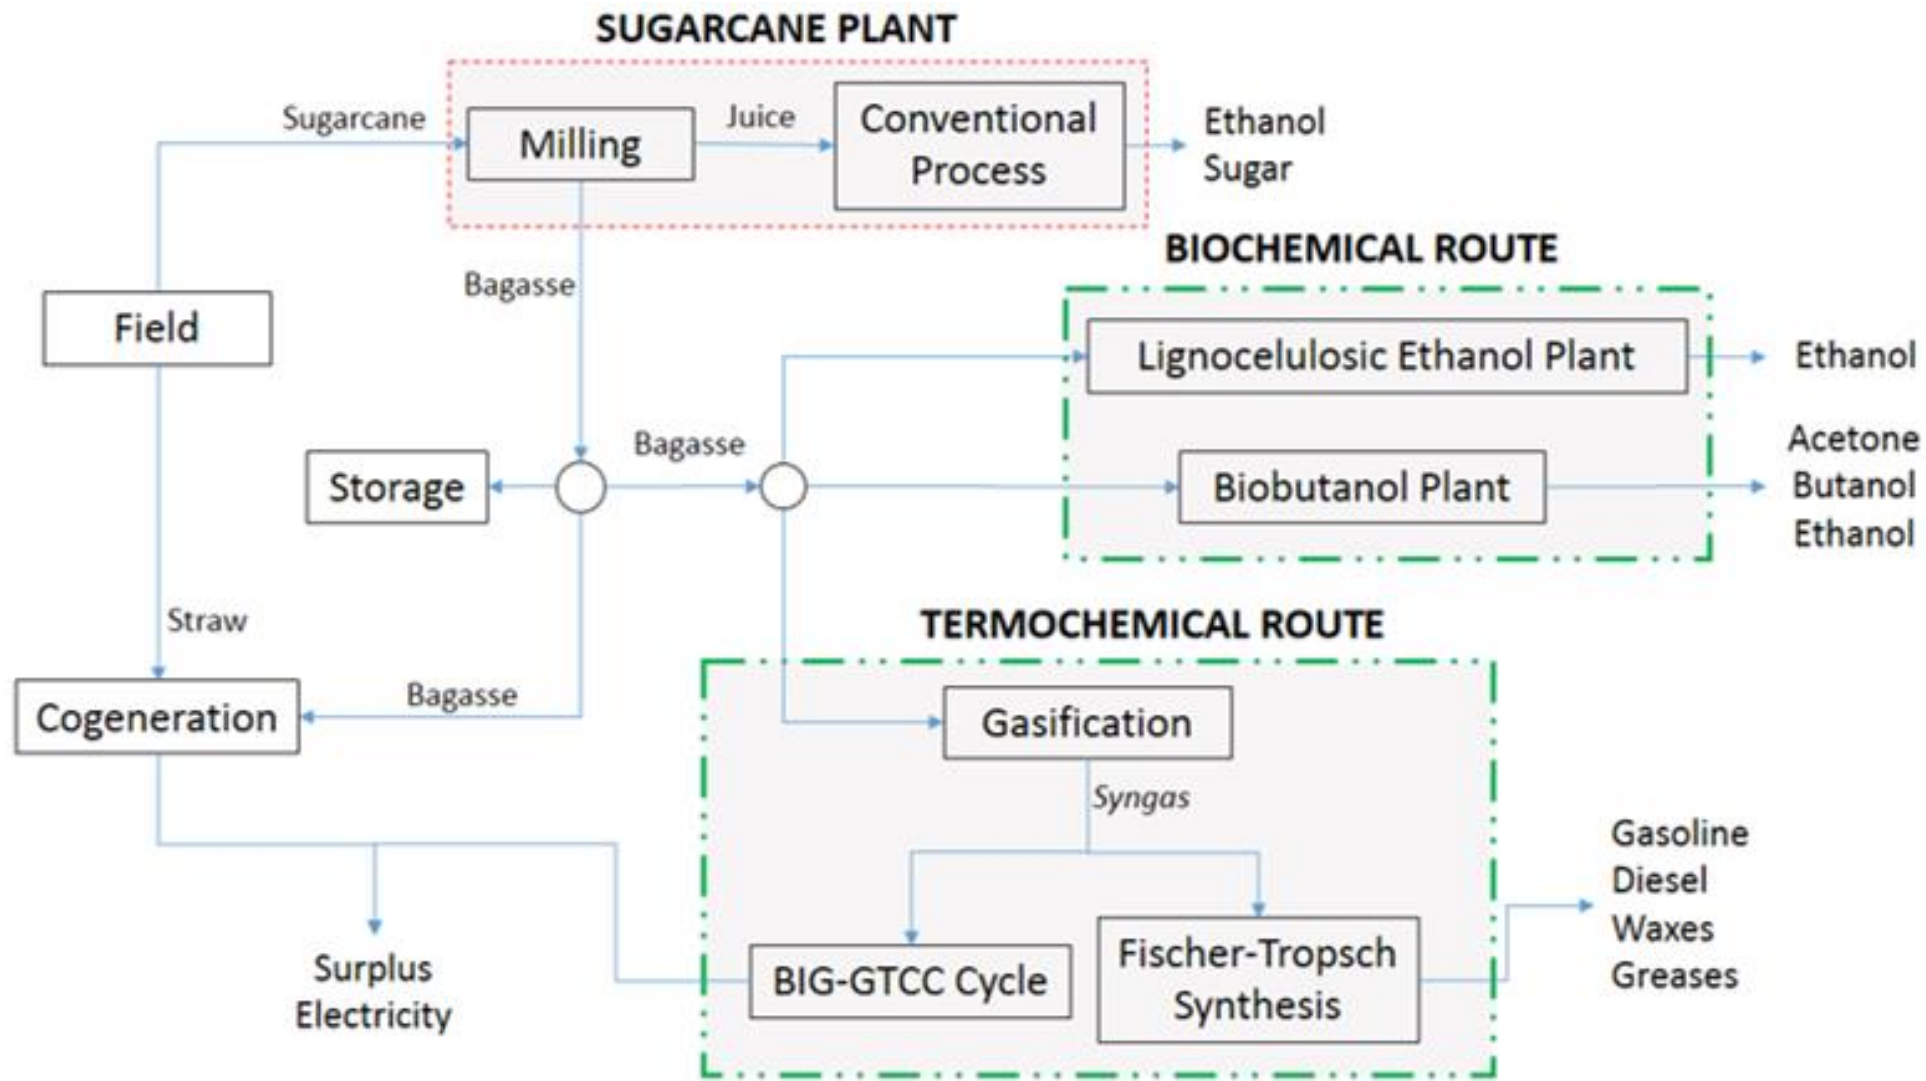 SUGARCANE PLANT
Sugarcane
Milling
Juice
Conventional
Process
Ethanol
Sugar
Bagasse
BIOCHEMICAL ROUTE
Field
Lignocelulosic Ethanol Plant
Ethanol
Storage
Bagasse
Biobutanol Plant
Acetone
Butanol
Ethanol
Straw
TERMOCHEMICAL ROUTE
Cogeneration
Bagasse
Gasification
Syngas
Surplus
Electricity
BIG-GTCC Cycle
Fischer-Tropsch
Synthesis
Gasoline
Diesel
Waxes
Greases